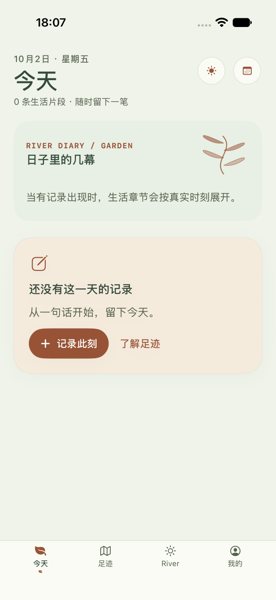 18:07
10月2日 · 星期五
今天
0 条生活片段 · 随时留下一笔
RIVER DIARY / GARDEN
日子里的几幕
当有记录出现时，生活章节会按真实时刻展开。
还没有这一天的记录
从一句话开始，留下今天。
记录此刻
了解足迹
今天
足迹
River
我的